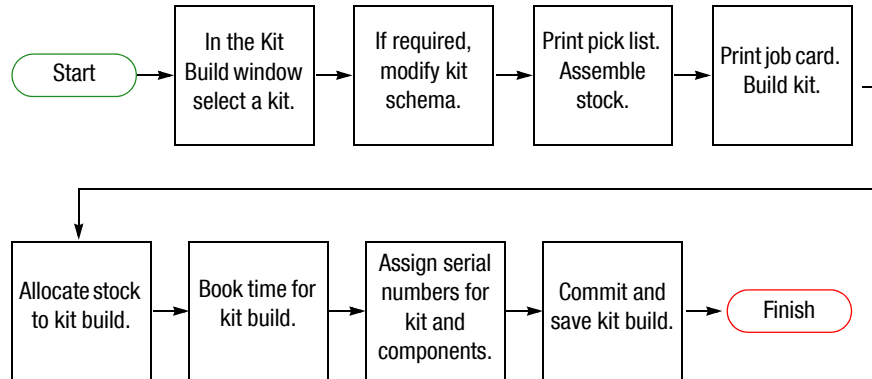 Start
In the Kit
Build window
select a kit.
If required,
modify kit
schema.
Print pick list.
Assemble
stock.
Print job card.
Build kit.
Allocate stock
to kit build.
Book time for
kit build.
Assign serial
numbers for
kit and
components.
Commit and
save kit build.
Finish